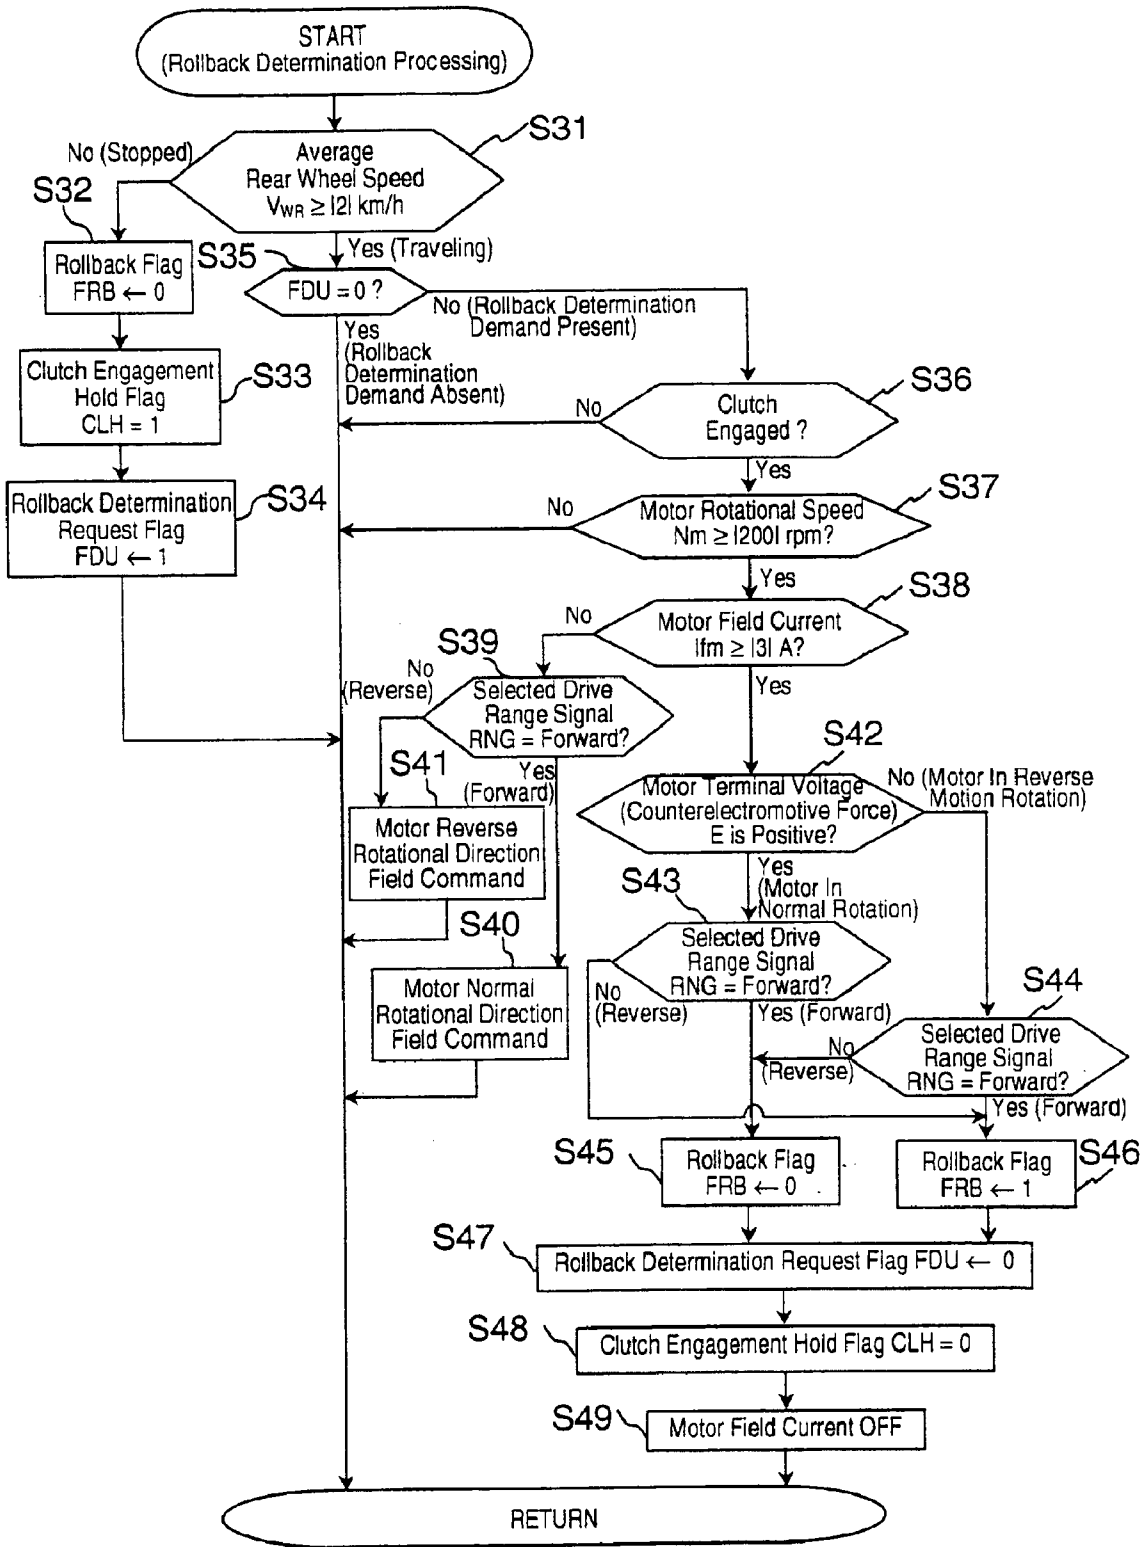 START
(Rollback Determination Processing)
S31
No (Stopped)
Average
Rear Wheel Speed
VWR ≥ |2| km/h
S32
Rollback Flag
FRB ← 0
S35
Yes (Traveling)
FDU = 0 ?
No (Rollback Determination
Demand Present)
Yes
(Rollback
Determination
Demand Absent)
Clutch Engagement
Hold Flag
CLH = 1
S33
S36
No
Clutch
Engaged ?
Yes
Rollback Determination
Request Flag
FDU ← 1
S34
S37
No
Motor Rotational Speed
Nm ≥ |200| rpm?
Yes
S38
No
Motor Field Current
Ifm ≥ |3| A?
Yes
S39
No
(Reverse)
Selected Drive
Range Signal
RNG = Forward?
Yes
(Forward)
S41
Motor Reverse
Rotational Direction
Field Command
S42
Motor Terminal Voltage
(Counterelectromotive Force)
E is Positive?
No (Motor In Reverse
Motion Rotation)
Yes
(Motor In
Normal Rotation)
S40
Motor Normal
Rotational Direction
Field Command
S43
Selected Drive
Range Signal
RNG = Forward?
No
(Reverse)
Yes (Forward)
S44
Selected Drive
Range Signal
RNG = Forward?
No
(Reverse)
Yes (Forward)
S45
Rollback Flag
FRB ← 0
Rollback Flag
FRB ← 1
S46
S47
Rollback Determination Request Flag FDU ← 0
S48
Clutch Engagement Hold Flag CLH = 0
S49
Motor Field Current OFF
RETURN